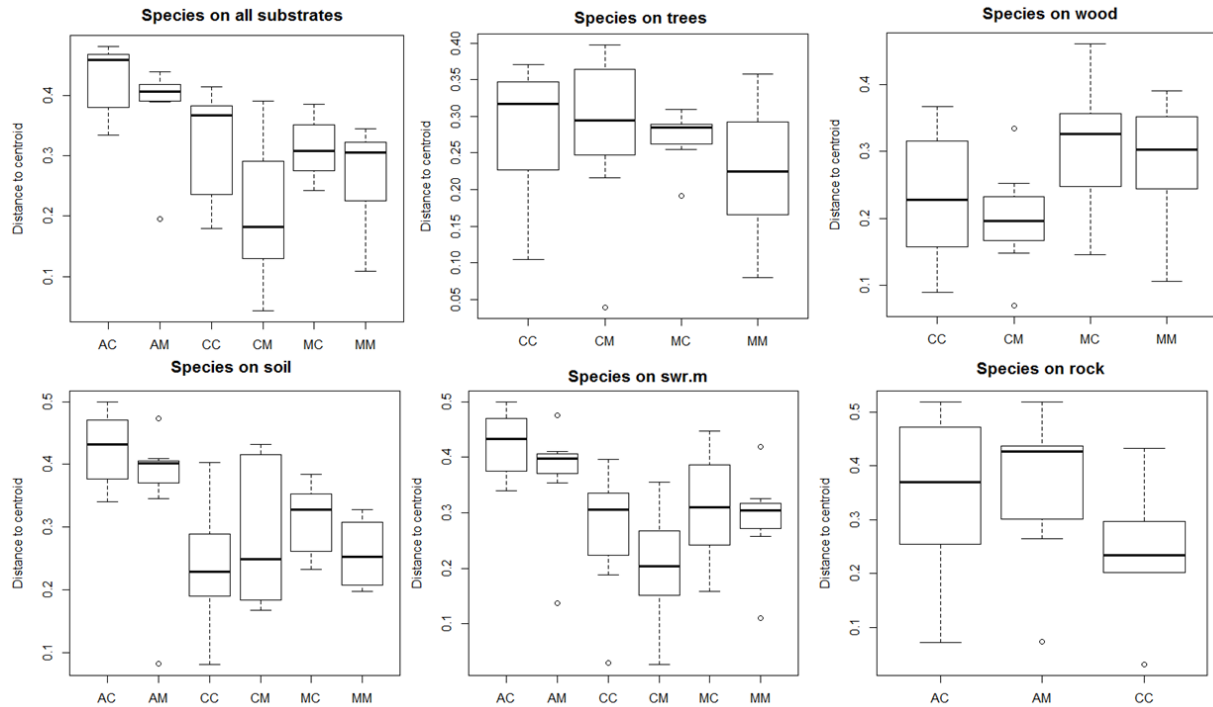 Species on all substrates
Distance to centroid
0.4
0.3
0.2
0.1
AC AM CC CM MC MM
Species on trees
Distance to centroid
0.40
0.35
0.30
0.25
0.20
0.15
0.10
0.05
CC CM MC MM
Species on wood
Distance to centroid
0.4
0.3
0.2
0.1
CC CM MC MM
Species on soil
Distance to centroid
0.5
0.4
0.3
0.2
0.1
AC AM CC CM MC MM
Species on swr.m
Distance to centroid
0.5
0.4
0.3
0.2
0.1
AC AM CC CM MC MM
Species on rock
Distance to centroid
0.5
0.4
0.3
0.2
0.1
AC AM CC